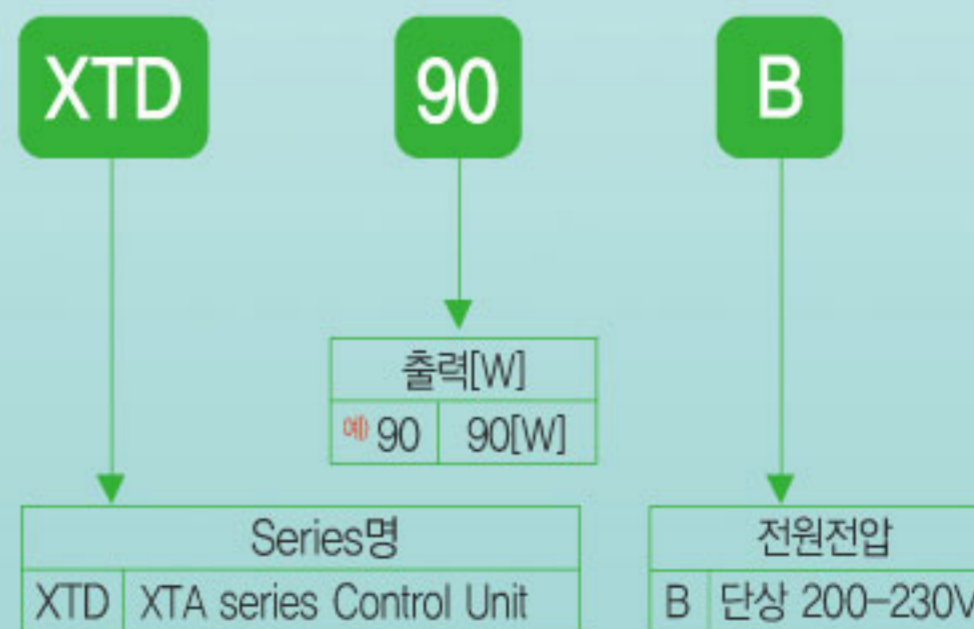 XTD 90 B
출력[W]
예) 90 90[W]
Series명 전원전압
XTD XTA series Control Unit B 단상 200-230V